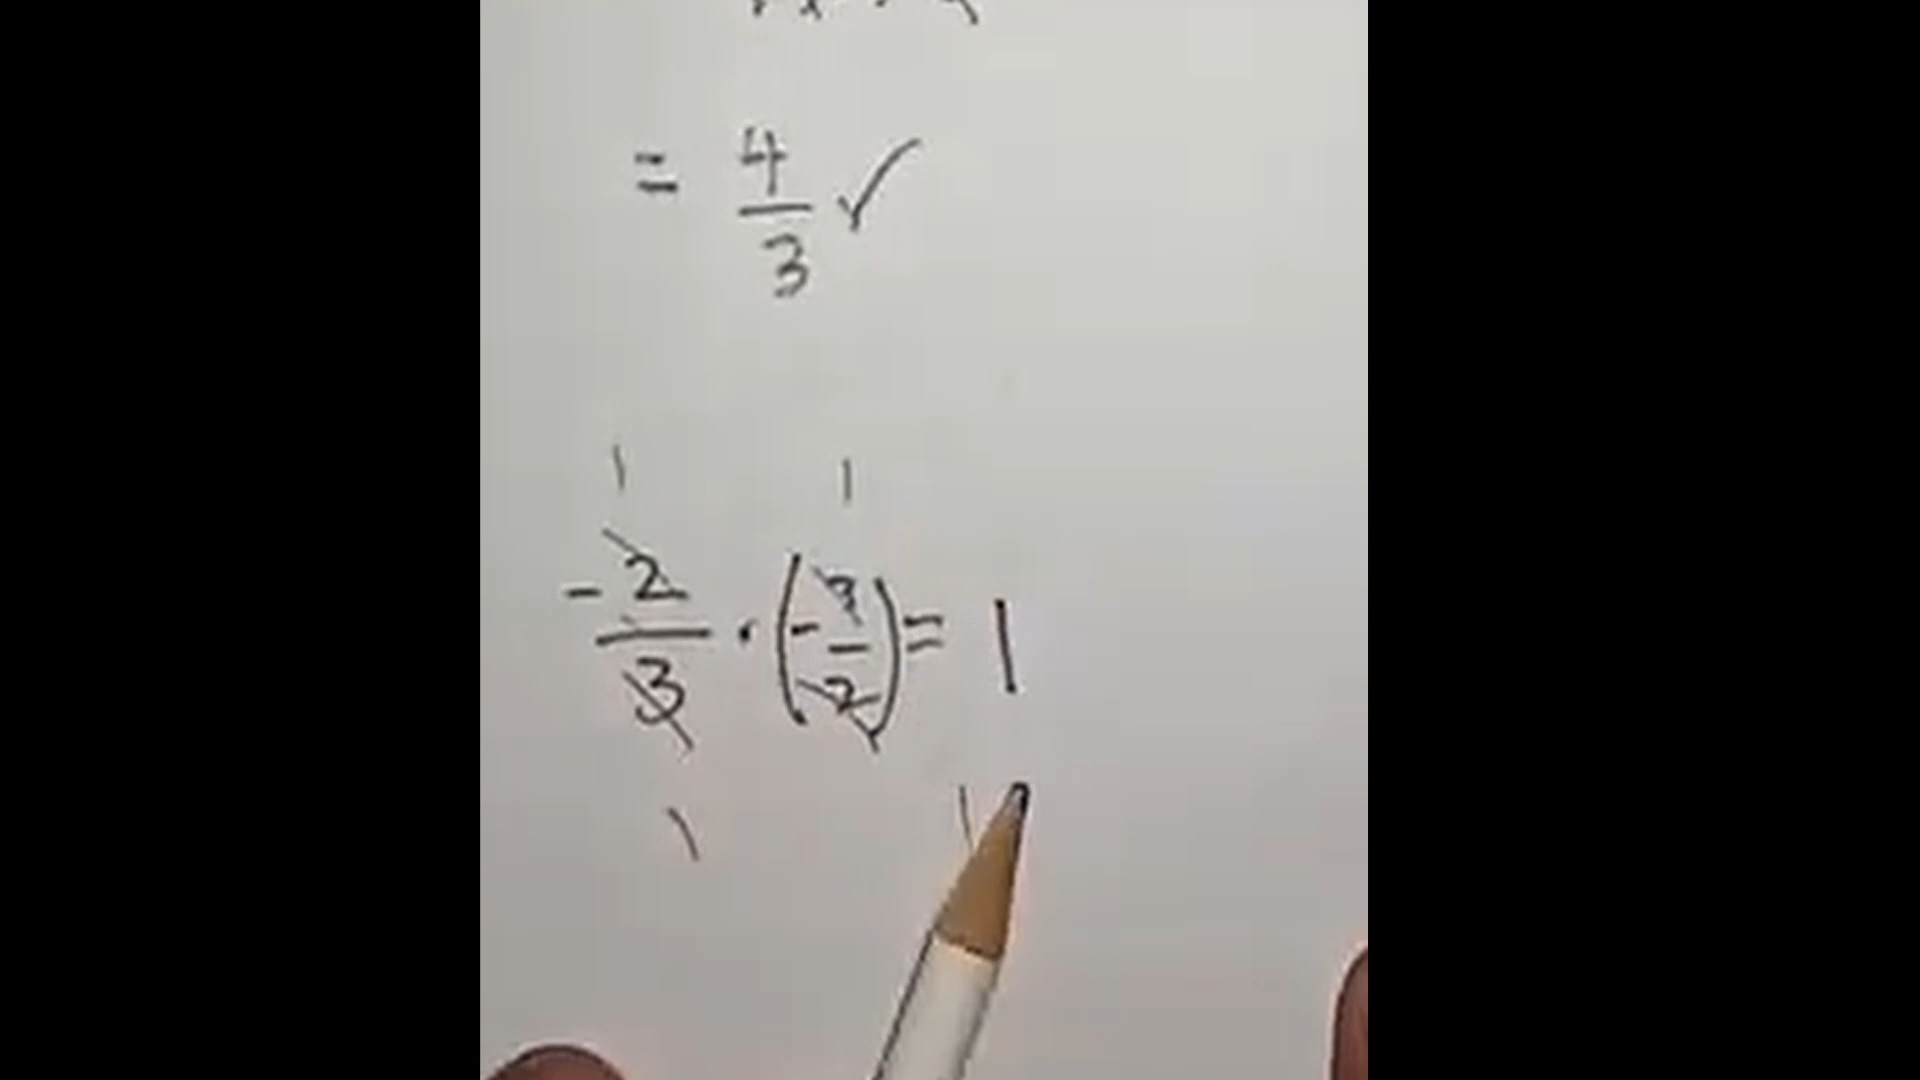 = 4/3 ✓
1 1
-2/3 · (-3/2) = 1
1 1